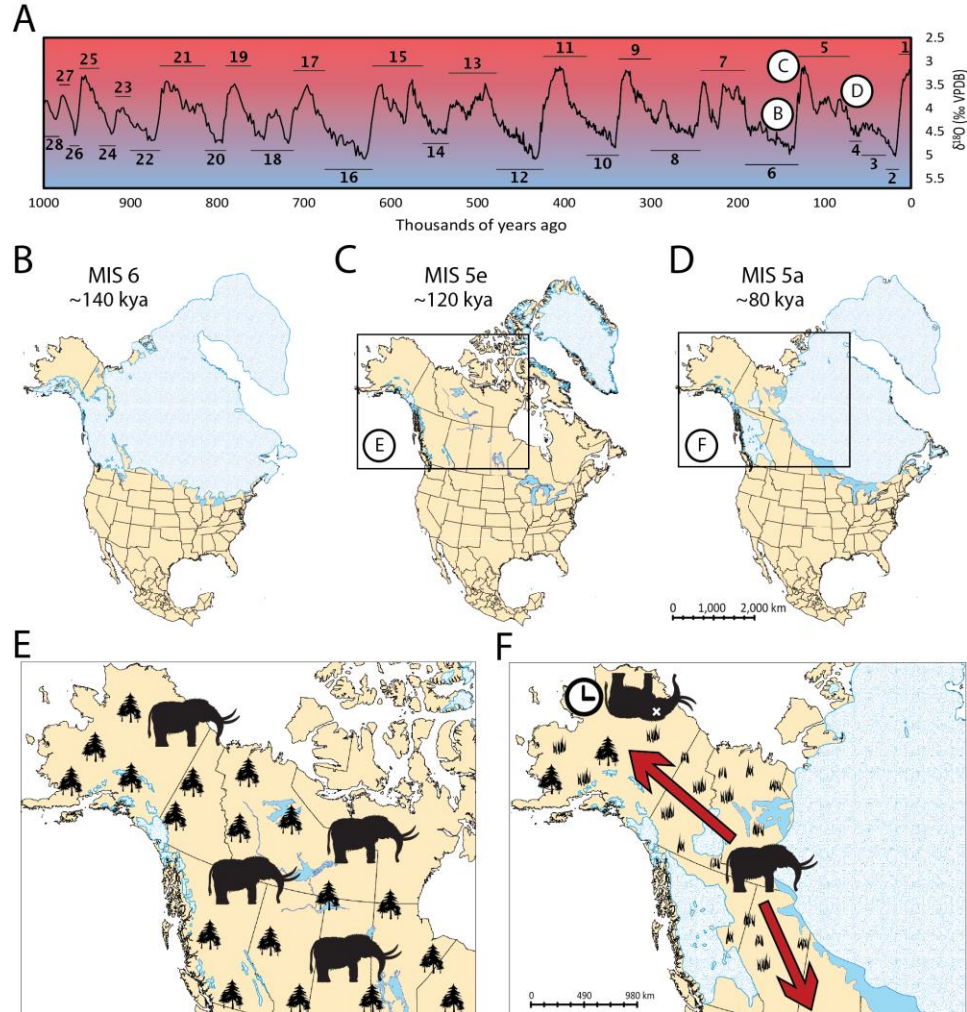 A
25 21 19 17 15 13 11 9 7 5 1
27 23 C D B
28 26 24 22 20 18 16 14 12 10 8 6 4 3 2
2.5
3
3.5
4
4.5
5
5.5
δ¹⁸O (‰ VPDB)
1000 900 800 700 600 500 400 300 200 100 0
Thousands of years ago
B
MIS 6
~140 kya
C
MIS 5e
~120 kya
E
D
MIS 5a
~80 kya
F
0 1,000 2,000 km
E
F
0 490 980 km